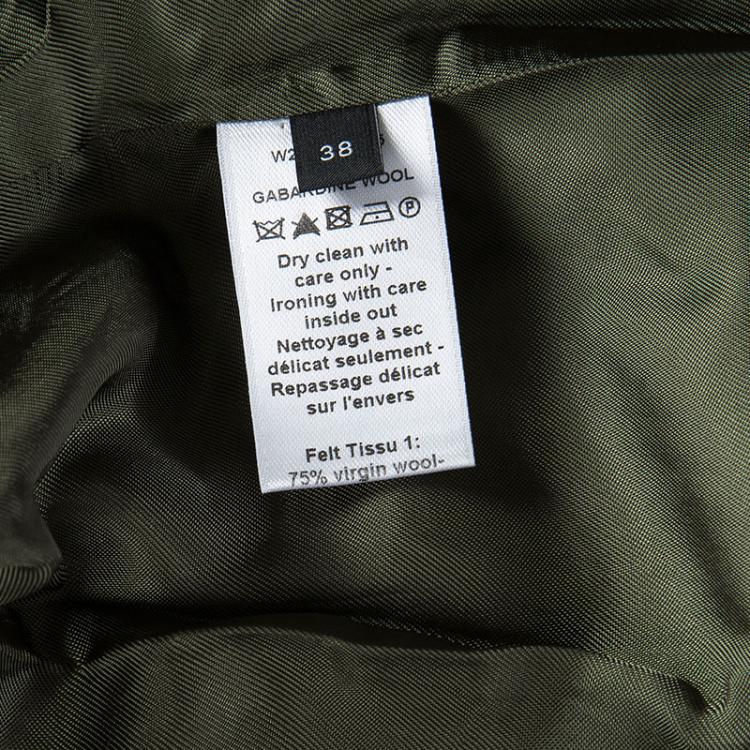 38
W2
GABARDINE WOOL
P
Dry clean with
care only -
Ironing with care
inside out
Nettoyage à sec
délicat seulement -
Repassage délicat
sur l'envers
Felt Tissu 1:
75% virgin wool-